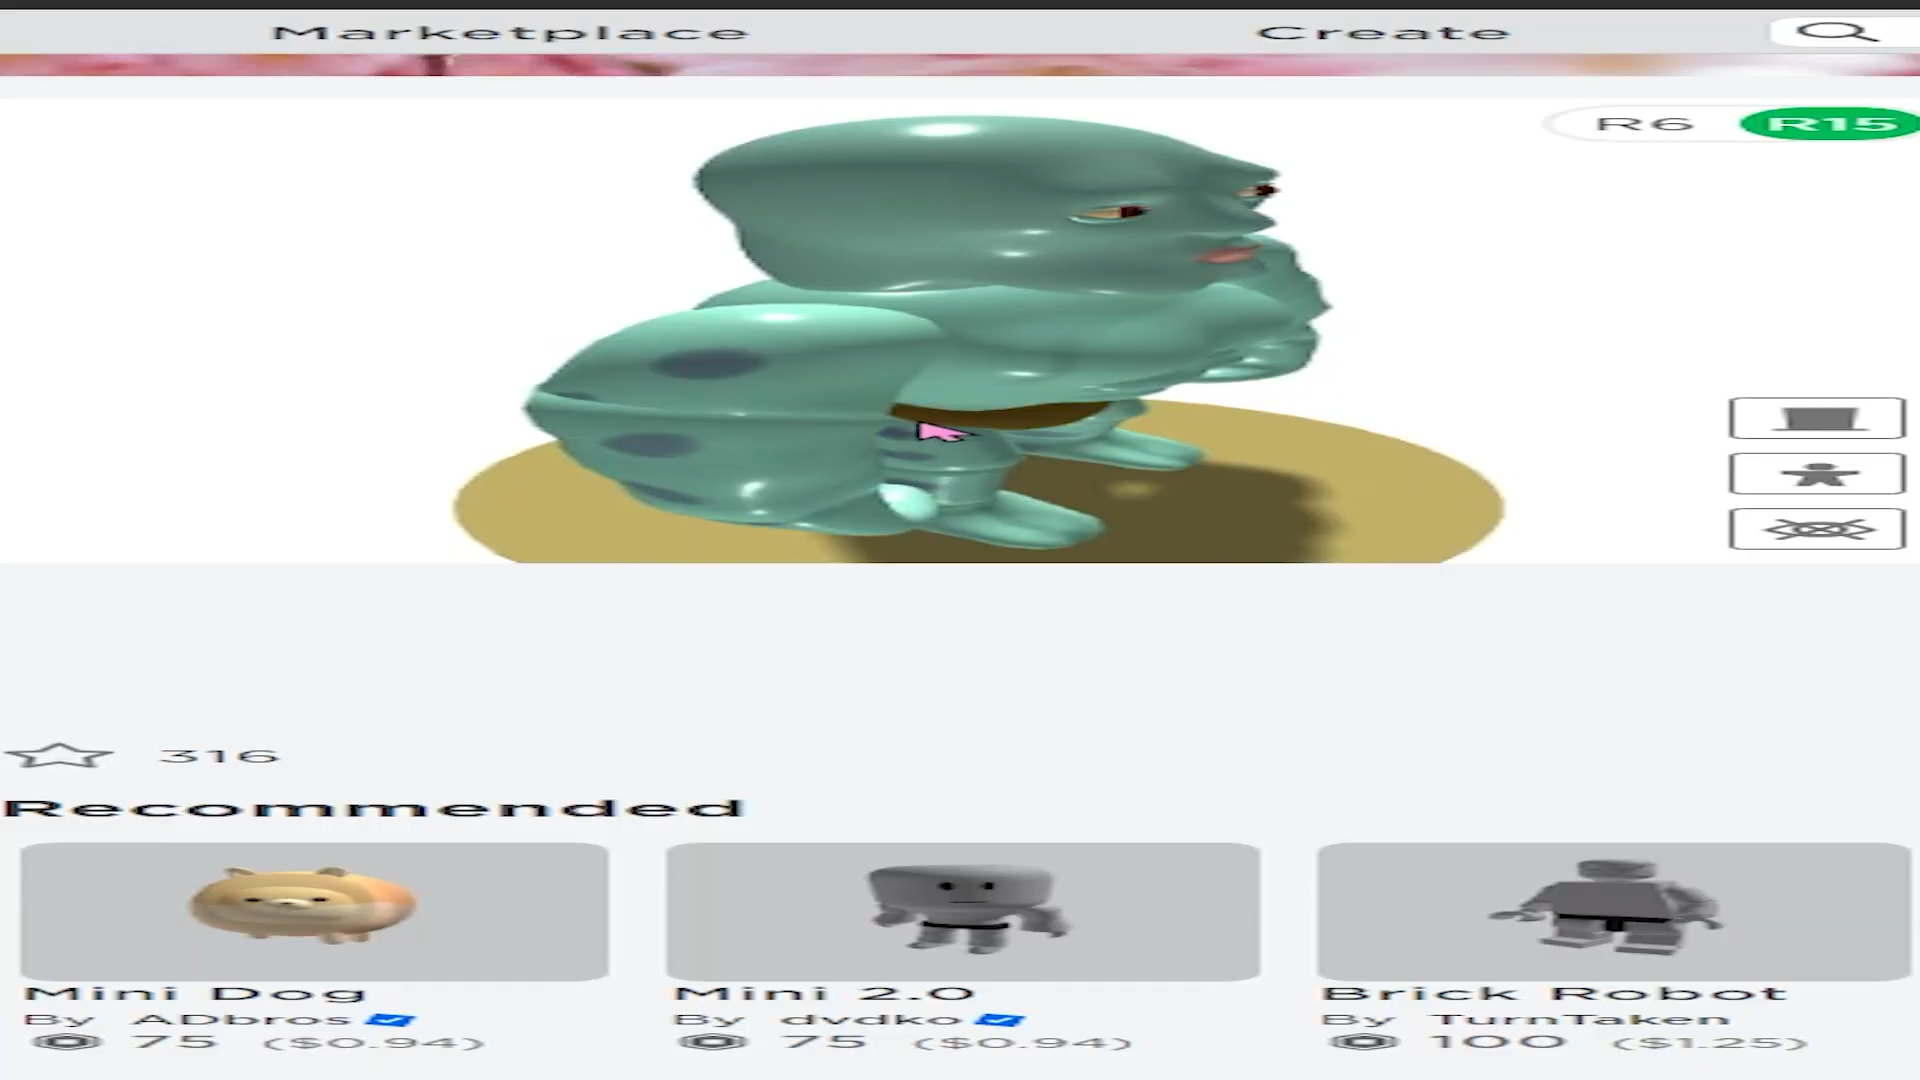 Marketplace Create
R6 R15
316
Recommended
Mini Dog
By ADbros
75 ($0.94)
Mini 2.0
By dvdko
75 ($0.94)
Brick Robot
By TurnTaken
100 ($1.25)